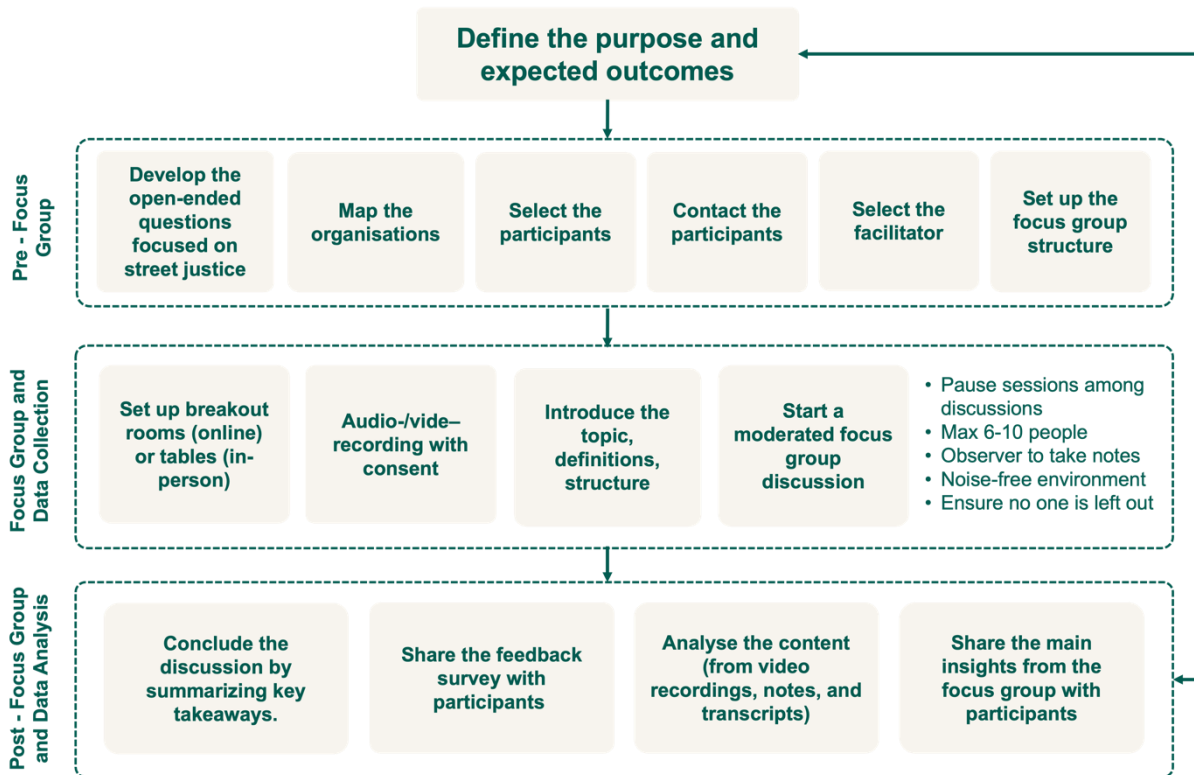 Define the purpose and
expected outcomes
Pre - Focus
Group
Develop the
open-ended
questions
focused on
street justice
Map the
organisations
Select the
participants
Contact the
participants
Select the
facilitator
Set up the
focus group
structure
Focus Group and
Data Collection
Set up breakout
rooms (online)
or tables (in-
person)
Audio-/vide–
recording with
consent
Introduce the
topic,
definitions,
structure
Start a
moderated focus
group
discussion
• Pause sessions among
discussions
• Max 6-10 people
• Observer to take notes
• Noise-free environment
• Ensure no one is left out
Post - Focus Group
and Data Analysis
Conclude the
discussion by
summarizing key
takeaways.
Share the feedback
survey with
participants
Analyse the content
(from video
recordings, notes, and
transcripts)
Share the main
insights from the
focus group with
participants